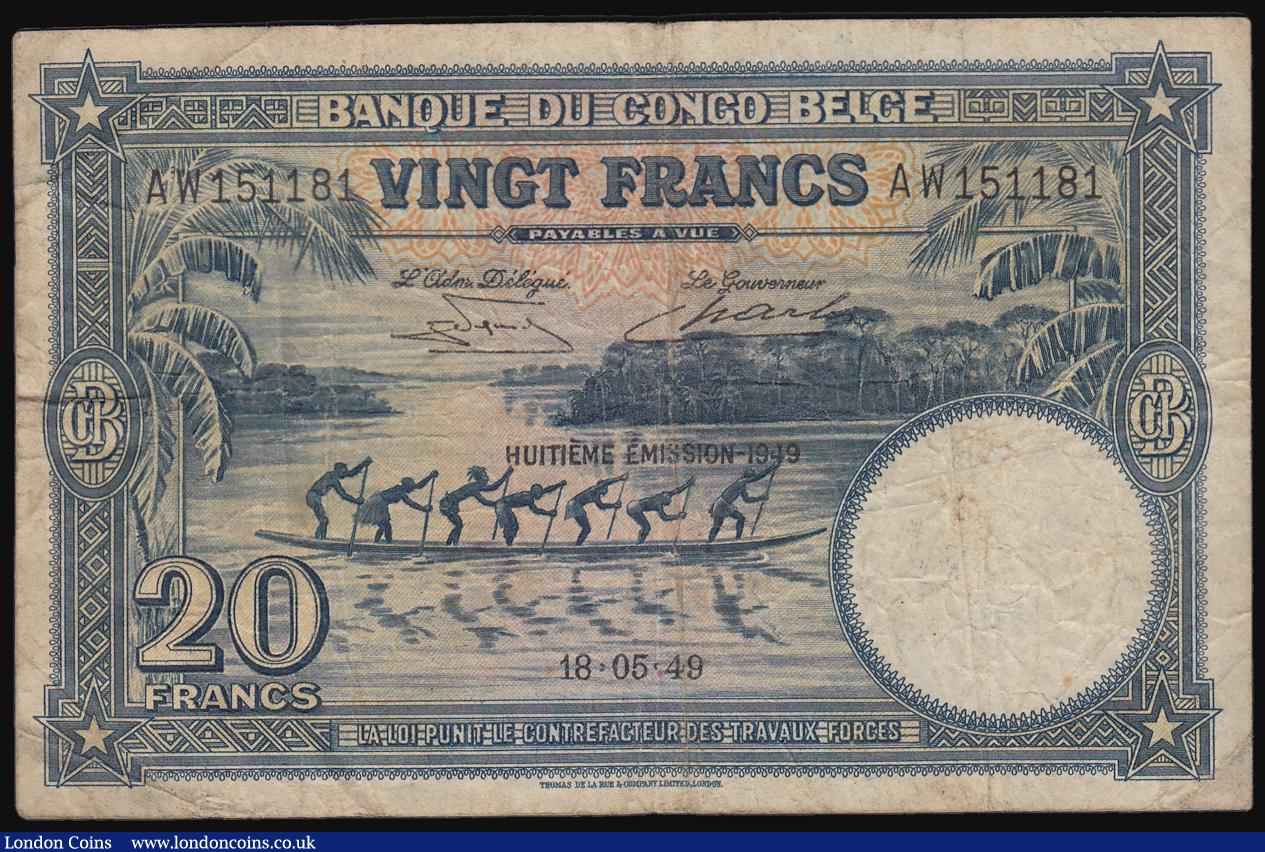 BANQUE DU CONGO BELGE
VINGT FRANCS
AW151181 AW151181
PAYABLES A VUE
L'Adm. Délégué. Le Gouverneur
CBB CBB
HUITIÈME ÉMISSION-1949
20
18·05·49
FRANCS
LA LOI PUNIT LE CONTREFACTEUR DES TRAVAUX FORCES
THOMAS DE LA RUE & COMPANY LIMITED, LONDON.
London Coins www.londoncoins.co.uk